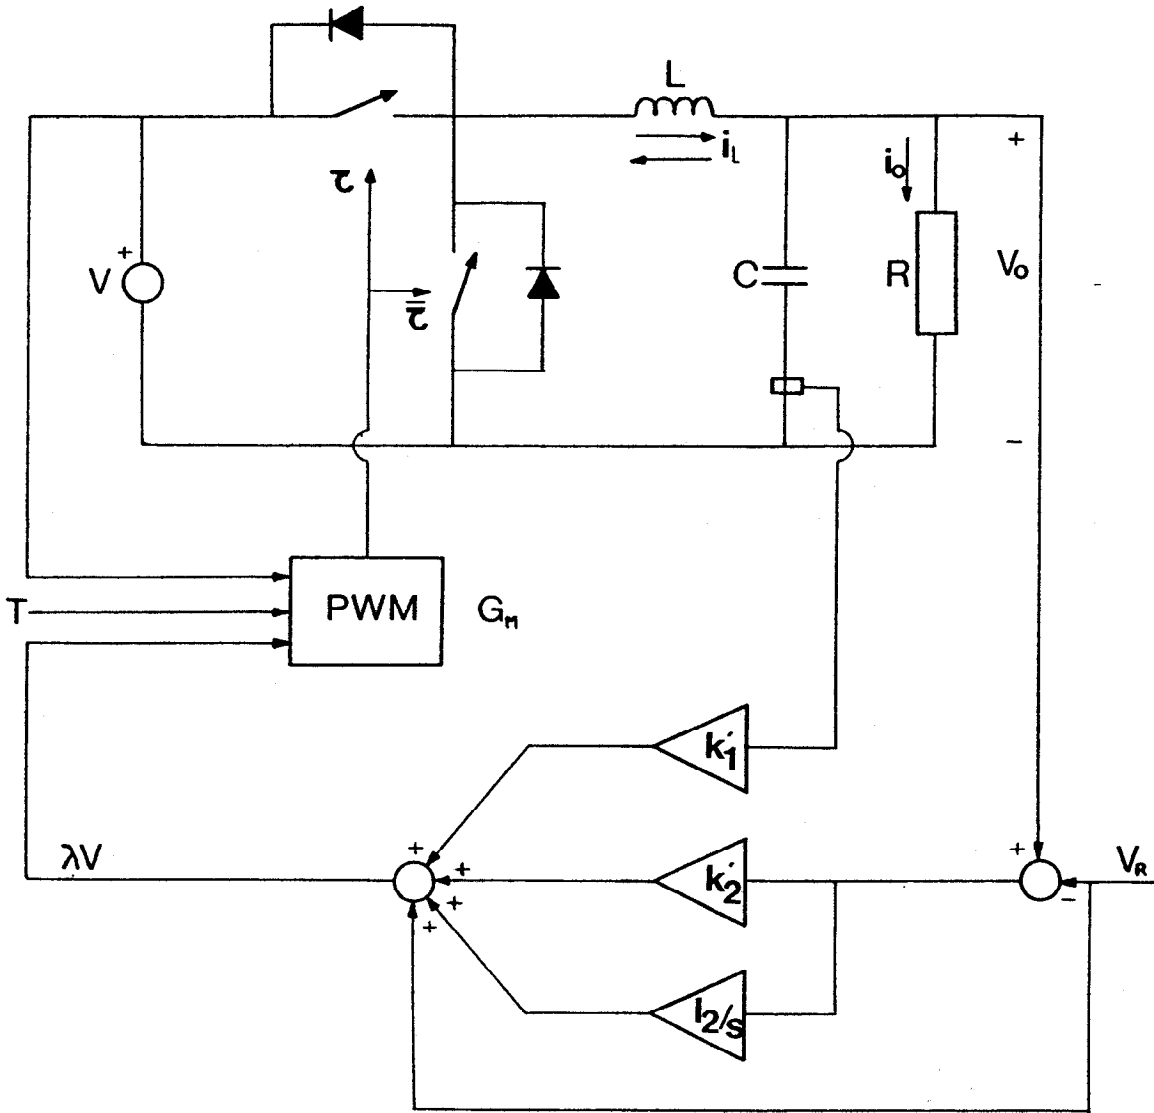 L
i_L
τ
i_o
+
+
V
C
R
V_o
τ̄
−
T
PWM
G_M
k′_1
+
+
λV
+
k′_2
V_R
+
−
+
I_2/s